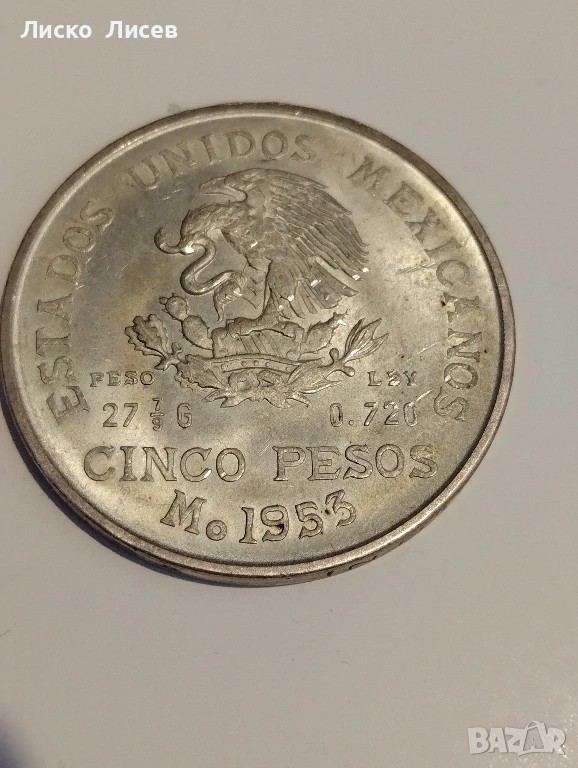 Лиско Лисев
ESTADOS UNIDOS MEXICANOS
PESO LEY
27 7/9 G 0.720
CINCO PESOS
Mo 1953
BAZAR